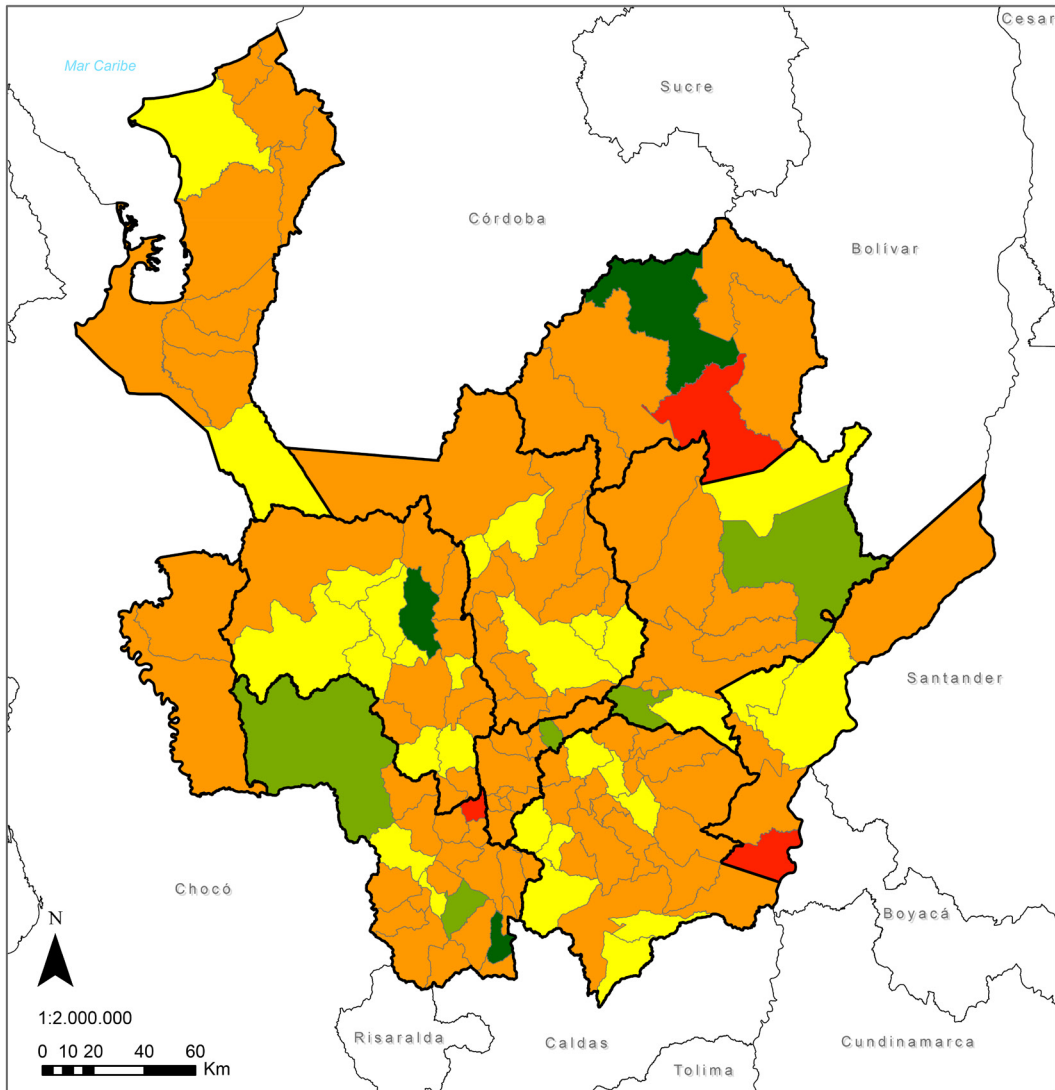 Cesar
Mar Caribe
Sucre
Córdoba
Bolívar
Santander
Chocó
Boyacá
N
1:2.000.000
Risaralda
Caldas
Cundinamarca
0 10 20 40 60
Km
Tolima